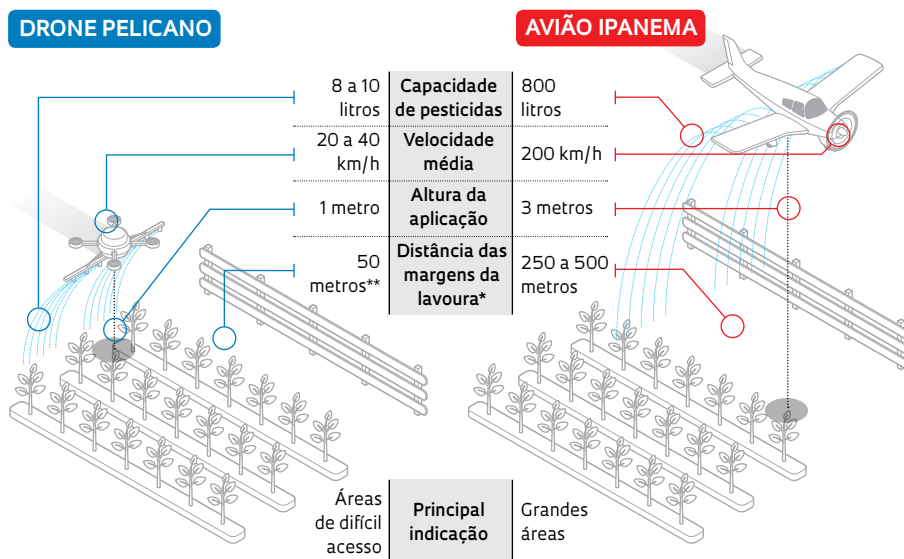 DRONE PELICANO
AVIÃO IPANEMA
8 a 10
litros
Capacidade
de pesticidas
800
litros
20 a 40
km/h
Velocidade
média
200 km/h
1 metro
Altura da
aplicação
3 metros
50
metros**
Distância das
margens da
lavoura*
250 a 500
metros
Áreas
de difícil
acesso
Principal
indicação
Grandes
áreas